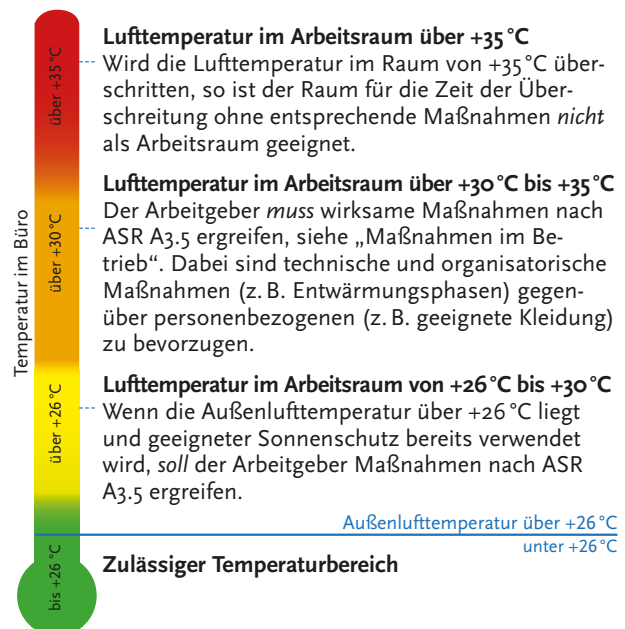 Lufttemperatur im Arbeitsraum über +35 °C
Wird die Lufttemperatur im Raum von +35 °C über-
schritten, so ist der Raum für die Zeit der Über-
schreitung ohne entsprechende Maßnahmen nicht
als Arbeitsraum geeignet.
Lufttemperatur im Arbeitsraum über +30 °C bis +35 °C
Der Arbeitgeber muss wirksame Maßnahmen nach
ASR A3.5 ergreifen, siehe „Maßnahmen im Be-
trieb“. Dabei sind technische und organisatorische
Maßnahmen (z. B. Entwärmungsphasen) gegen-
über personenbezogenen (z. B. geeignete Kleidung)
zu bevorzugen.
Lufttemperatur im Arbeitsraum von +26 °C bis +30 °C
Wenn die Außenlufttemperatur über +26 °C liegt
und geeigneter Sonnenschutz bereits verwendet
wird, soll der Arbeitgeber Maßnahmen nach ASR
A3.5 ergreifen.
Außenlufttemperatur über +26 °C
unter +26 °C
Zulässiger Temperaturbereich
Temperatur im Büro
über +35 °C
über +30 °C
über +26 °C
bis +26 °C